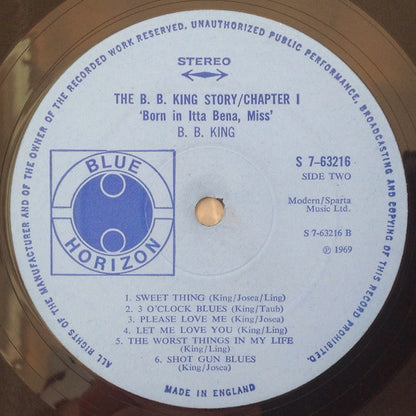 ALL RIGHTS OF THE MANUFACTURER AND OF THE OWNER OF THE RECORDED WORK RESERVED. UNAUTHORIZED PUBLIC PERFORMANCE, BROADCASTING AND COPYING OF THIS RECORD PROHIBITED.
STEREO
THE B. B. KING STORY/CHAPTER 1
'Born in Itta Bena, Miss'
B. B. KING
BLUE
HORIZON
S 7-63216
SIDE TWO
Modern/Sparta
Music Ltd.
S 7-63216 B
℗ 1969
1. SWEET THING (King/Josea/Ling)
2. 3 O'CLOCK BLUES (King/Taub)
3. PLEASE LOVE ME (King/Josea)
4. LET ME LOVE YOU (King/Ling)
5. THE WORST THINGS IN MY LIFE
(King/Ling)
6. SHOT GUN BLUES
(King/Josea)
MADE IN ENGLAND